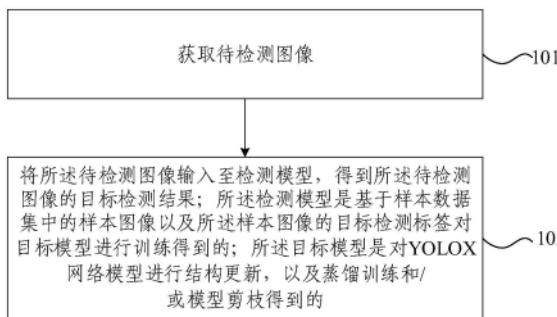 获取待检测图像
101
将所述待检测图像输入至检测模型，得到所述待检测
图像的目标检测结果；所述检测模型是基于样本数据
集中的样本图像以及所述样本图像的目标检测标签对
目标模型进行训练得到的；所述目标模型是对YOLOX
网络模型进行结构更新，以及蒸馏训练和/
或模型剪枝得到的
10